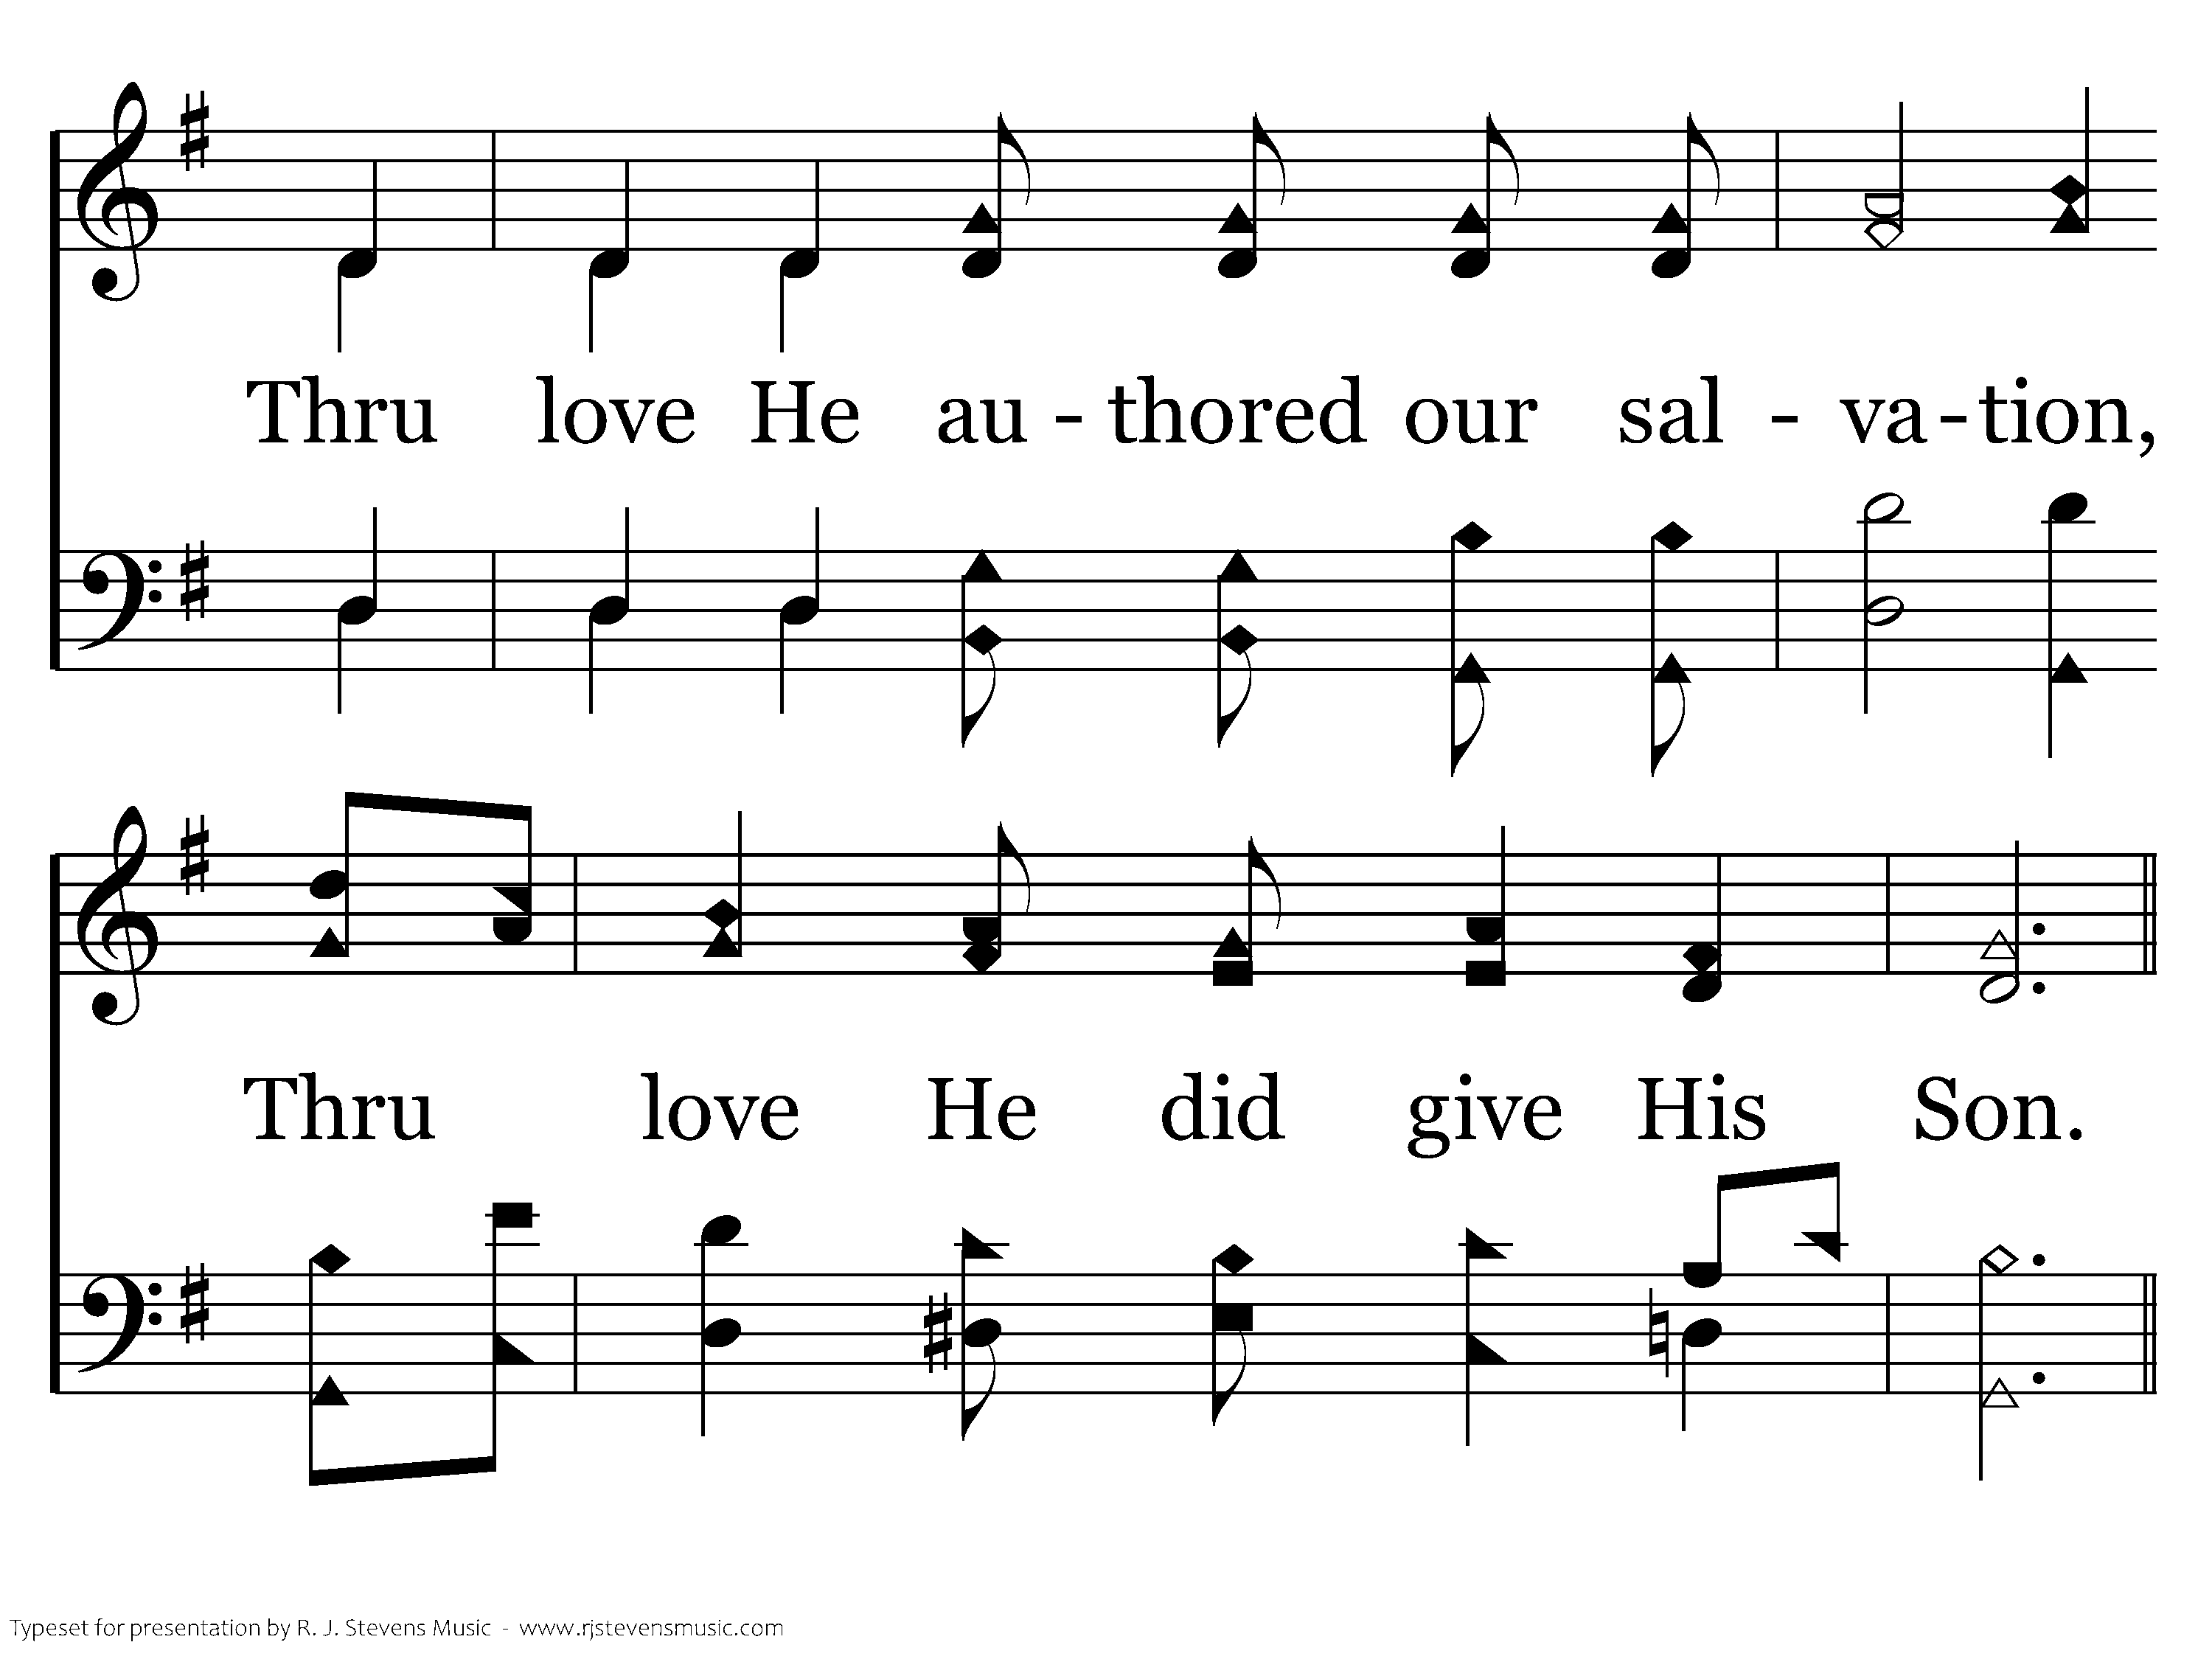 Thru love He au - thored our sal - va - tion,
Thru love He did give His Son.
Typeset for presentation by R. J. Stevens Music - www.rjstevensmusic.com